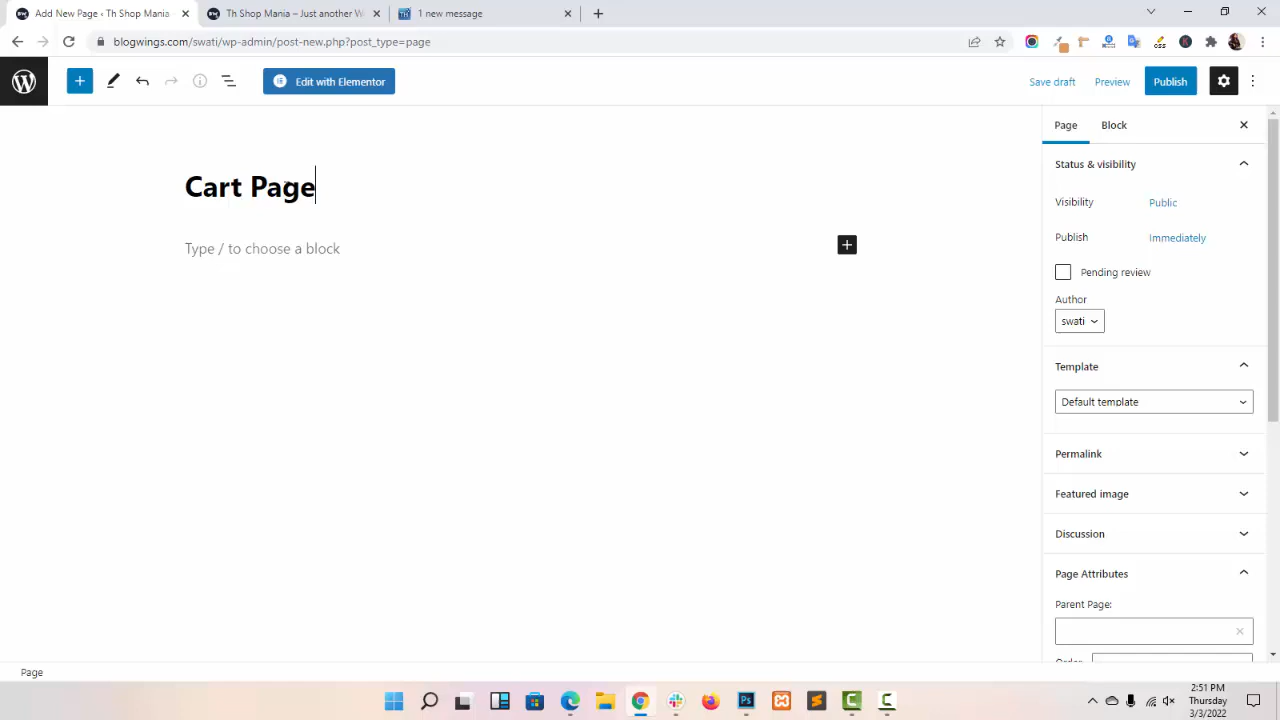 Add New Page ‹ Th Shop Mania
Th Shop Mania – Just another W
1 new message
blogwings.com/swati/wp-admin/post-new.php?post_type=page
Edit with Elementor
Save draft
Preview
Publish
Page
Block
Cart Page
Type / to choose a block
Status & visibility
Visibility
Public
Publish
Immediately
Pending review
Author
swati
Template
Default template
Permalink
Featured image
Discussion
Page Attributes
Parent Page:
Order
Page
2:51 PM
Thursday
3/3/2022